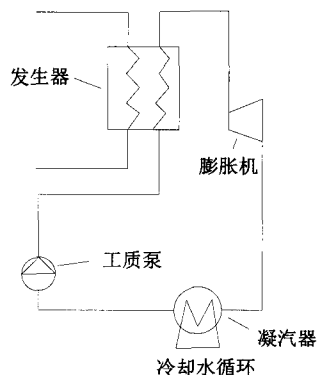 发生器
膨胀机
工质泵
凝汽器
冷却水循环